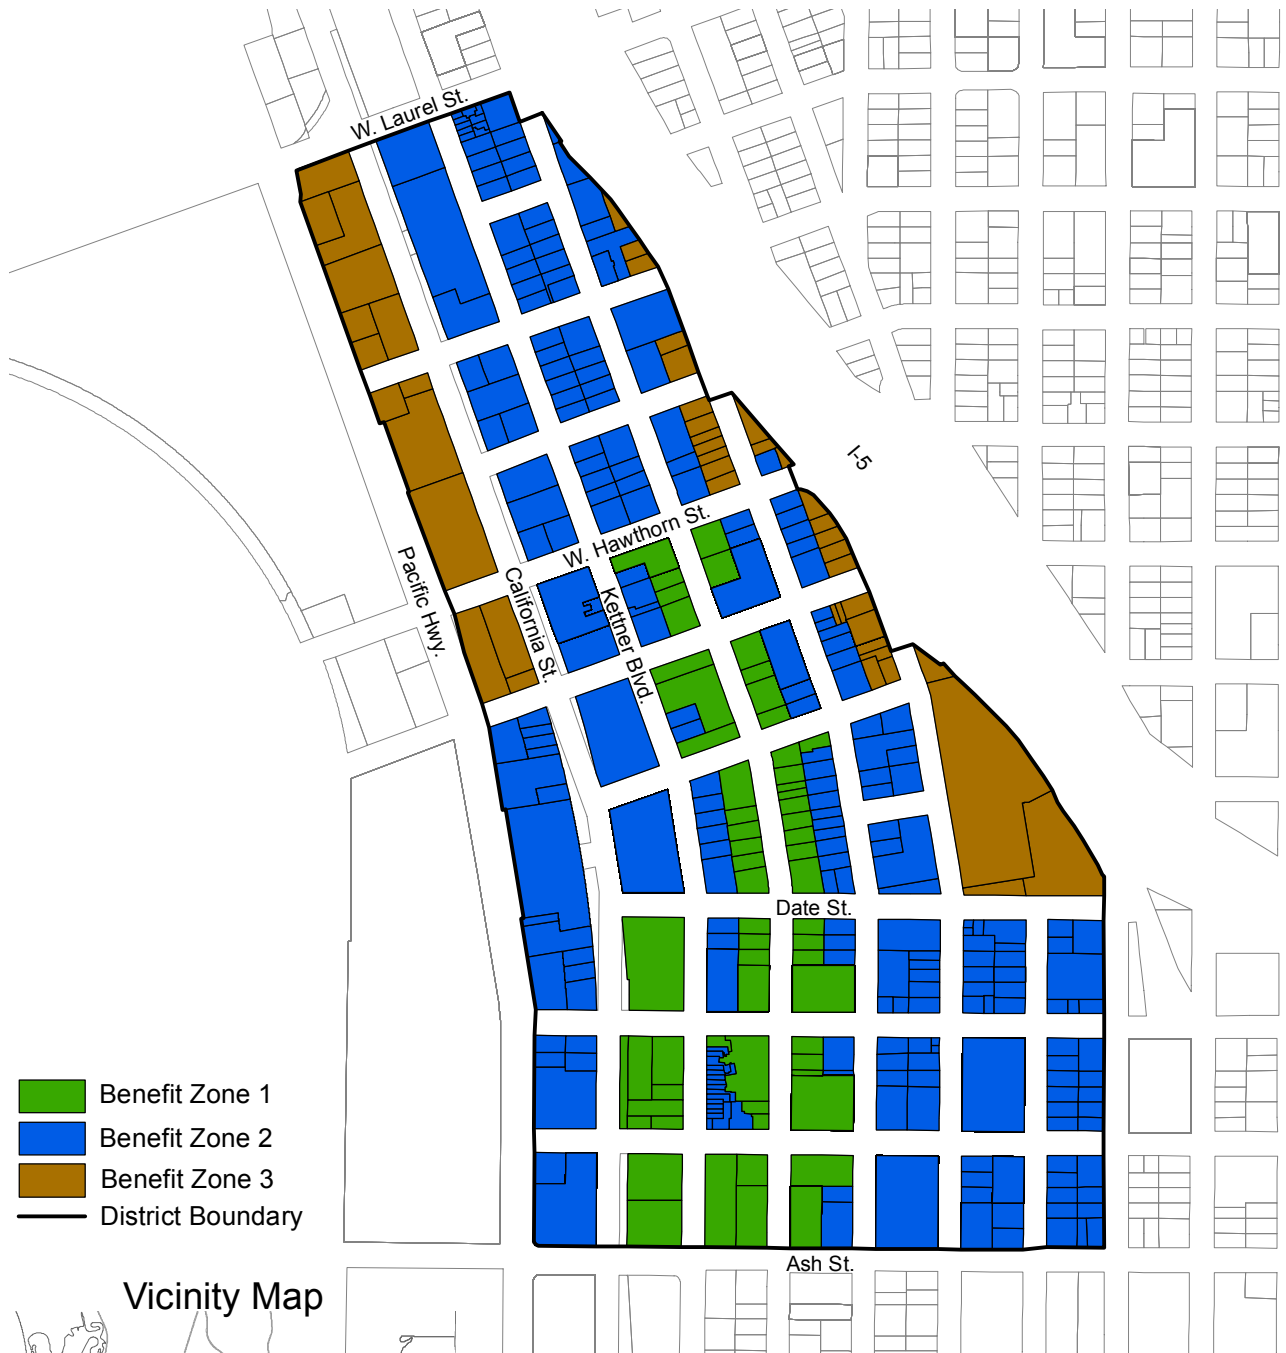 W. Laurel St.
I-5
W. Hawthorn St.
Pacific Hwy.
California St.
Kettner Blvd.
Date St.
Benefit Zone 1
Benefit Zone 2
Benefit Zone 3
District Boundary
Ash St.
Vicinity Map